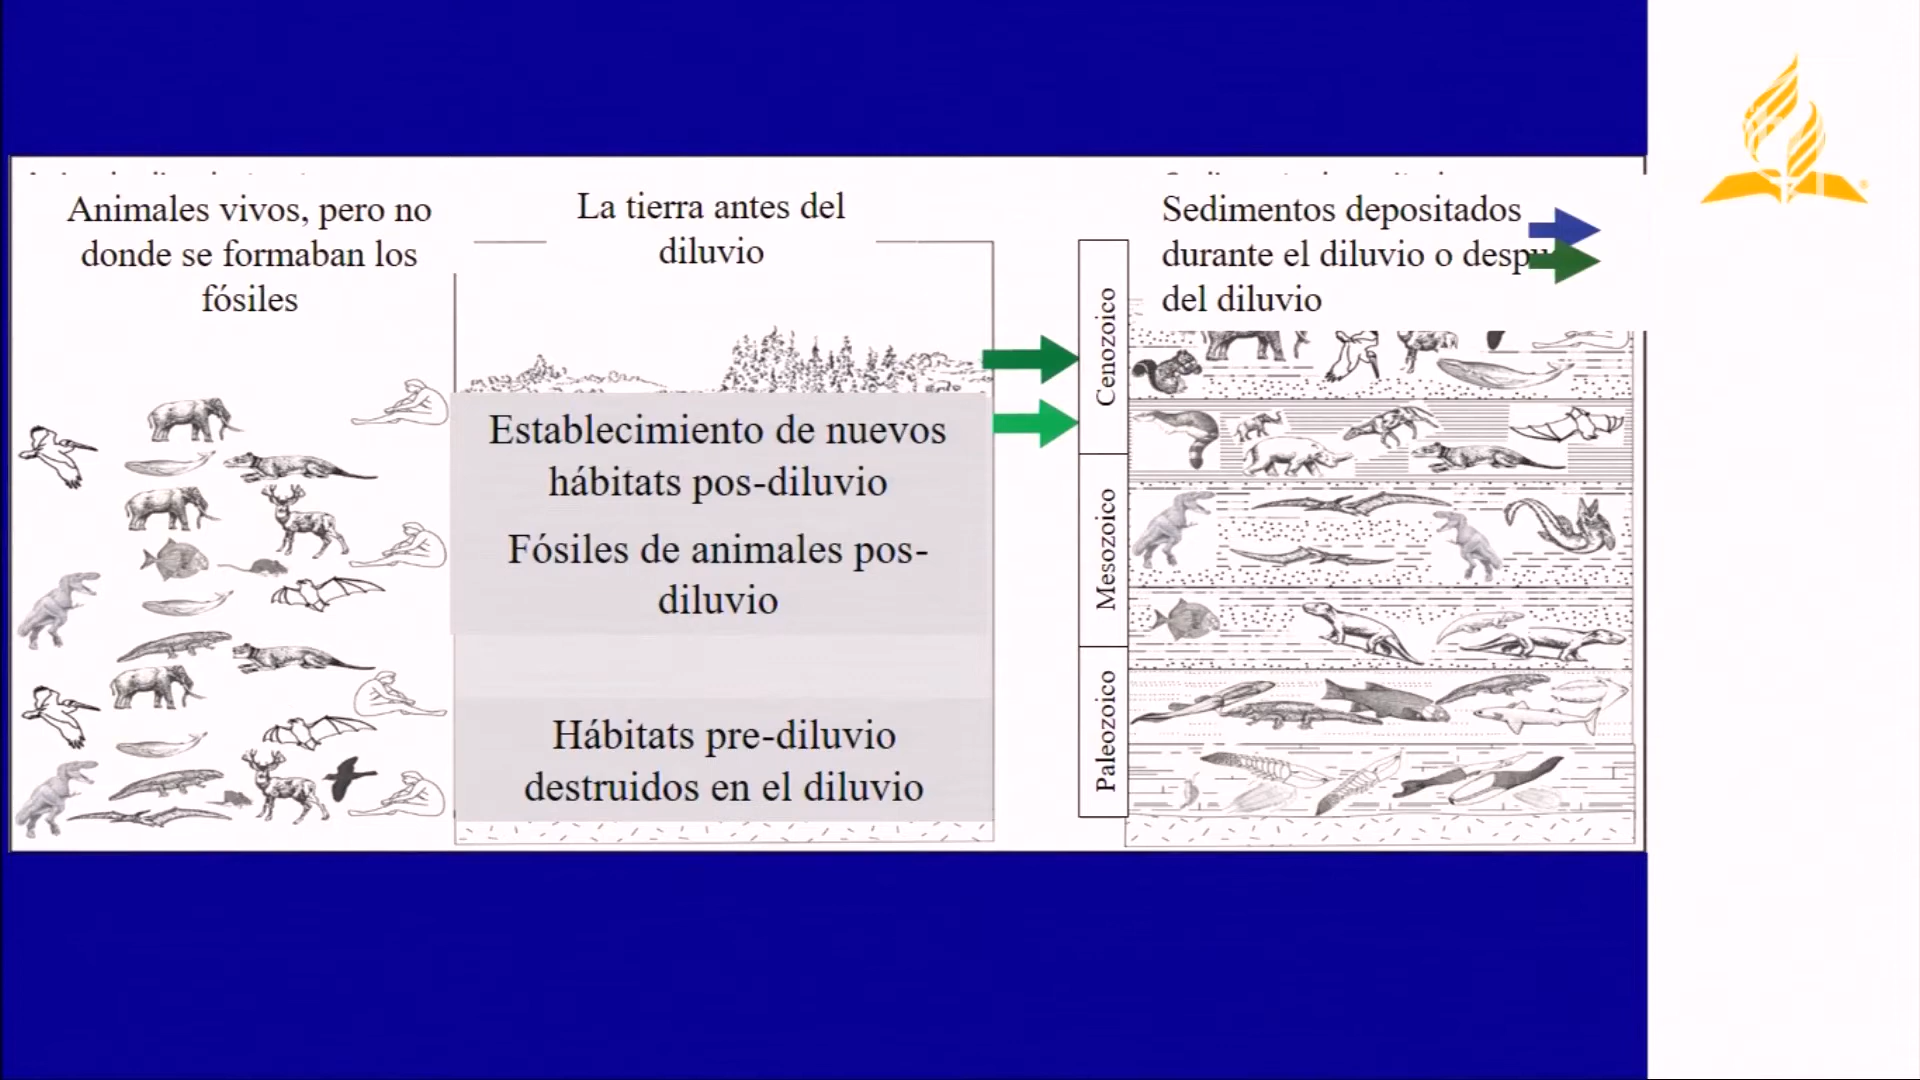 Animales vivos, pero no
donde se formaban los
fósiles
La tierra antes del
diluvio
Sedimentos depositados
durante el diluvio o
del diluvio
Establecimiento de nuevos
hábitats pos-diluvio
Fósiles de animales pos-
diluvio
Hábitats pre-diluvio
destruidos en el diluvio
Cenozoico
Mesozoico
Paleozoico